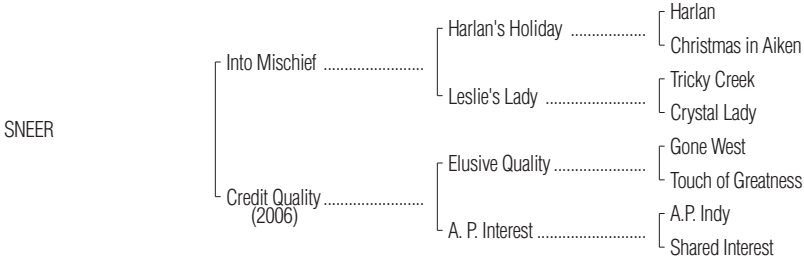 Harlan
Harlan's Holiday ...................
Christmas in Aiken
Into Mischief .........................
Tricky Creek
Leslie's Lady .........................
Crystal Lady
SNEER
Gone West
Elusive Quality .......................
Touch of Greatness
Credit Quality .........................
(2006)
A.P. Indy
A. P. Interest ...........................
Shared Interest